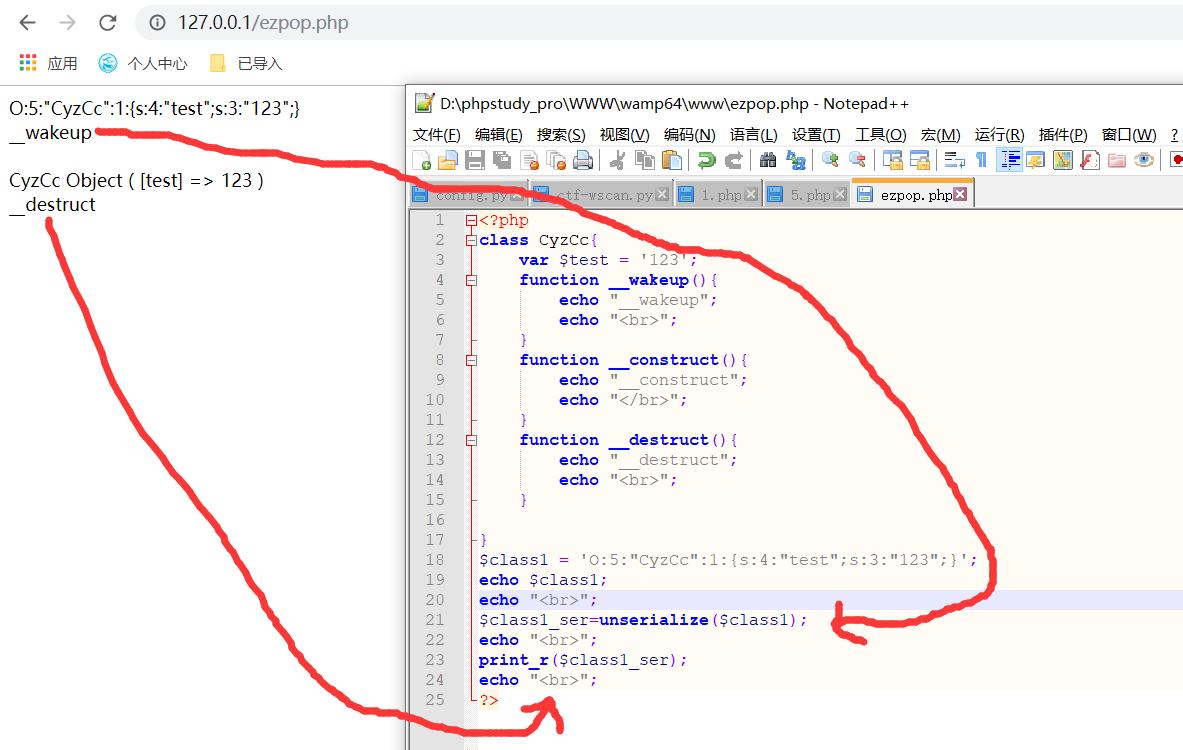 127.0.0.1/ezpop.php
应用 个人中心 已导入
O:5:"CyzCc":1:{s:4:"test";s:3:"123";}
__wakeup
CyzCc Object ( [test] => 123 )
__destruct
D:\phpstudy_pro\WWW\wamp64\www\ezpop.php - Notepad++
文件(F) 编辑(E) 搜索(S) 视图(V) 编码(N) 语言(L) 设置(T) 工具(O) 宏(M) 运行(R) 插件(P) 窗口(W) ?
config.py ctf-wscan.py 1.php 5.php ezpop.php
1 <?php
2 class CyzCc{
3 var $test = '123';
4 function __wakeup(){
5 echo "__wakeup";
6 echo "<br>";
7 }
8 function __construct(){
9 echo "__construct";
10 echo "</br>";
11 }
12 function __destruct(){
13 echo "__destruct";
14 echo "<br>";
15 }
16
17 }
18 $class1 = 'O:5:"CyzCc":1:{s:4:"test";s:3:"123";}';
19 echo $class1;
20 echo "<br>";
21 $class1_ser=unserialize($class1);
22 echo "<br>";
23 print_r($class1_ser);
24 echo "<br>";
25 ?>